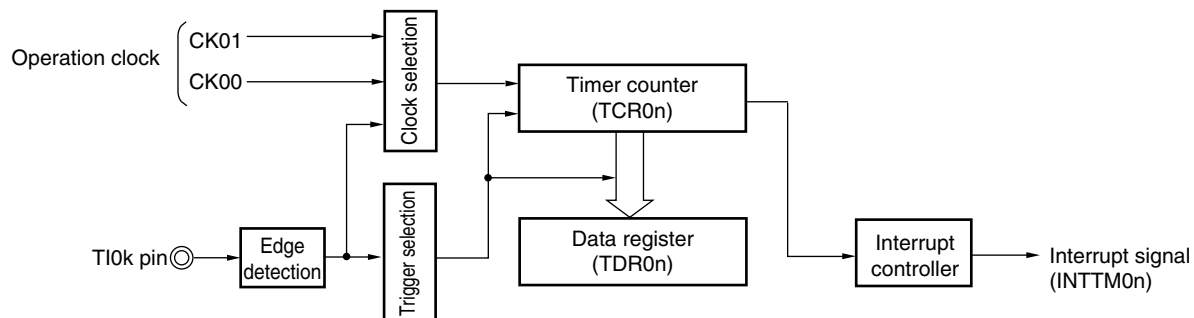 Operation clock
CK01
CK00
Clock selection
Timer counter
(TCR0n)
TI0k pin
Edge
detection
Trigger selection
Data register
(TDR0n)
Interrupt
controller
Interrupt signal
(INTTM0n)